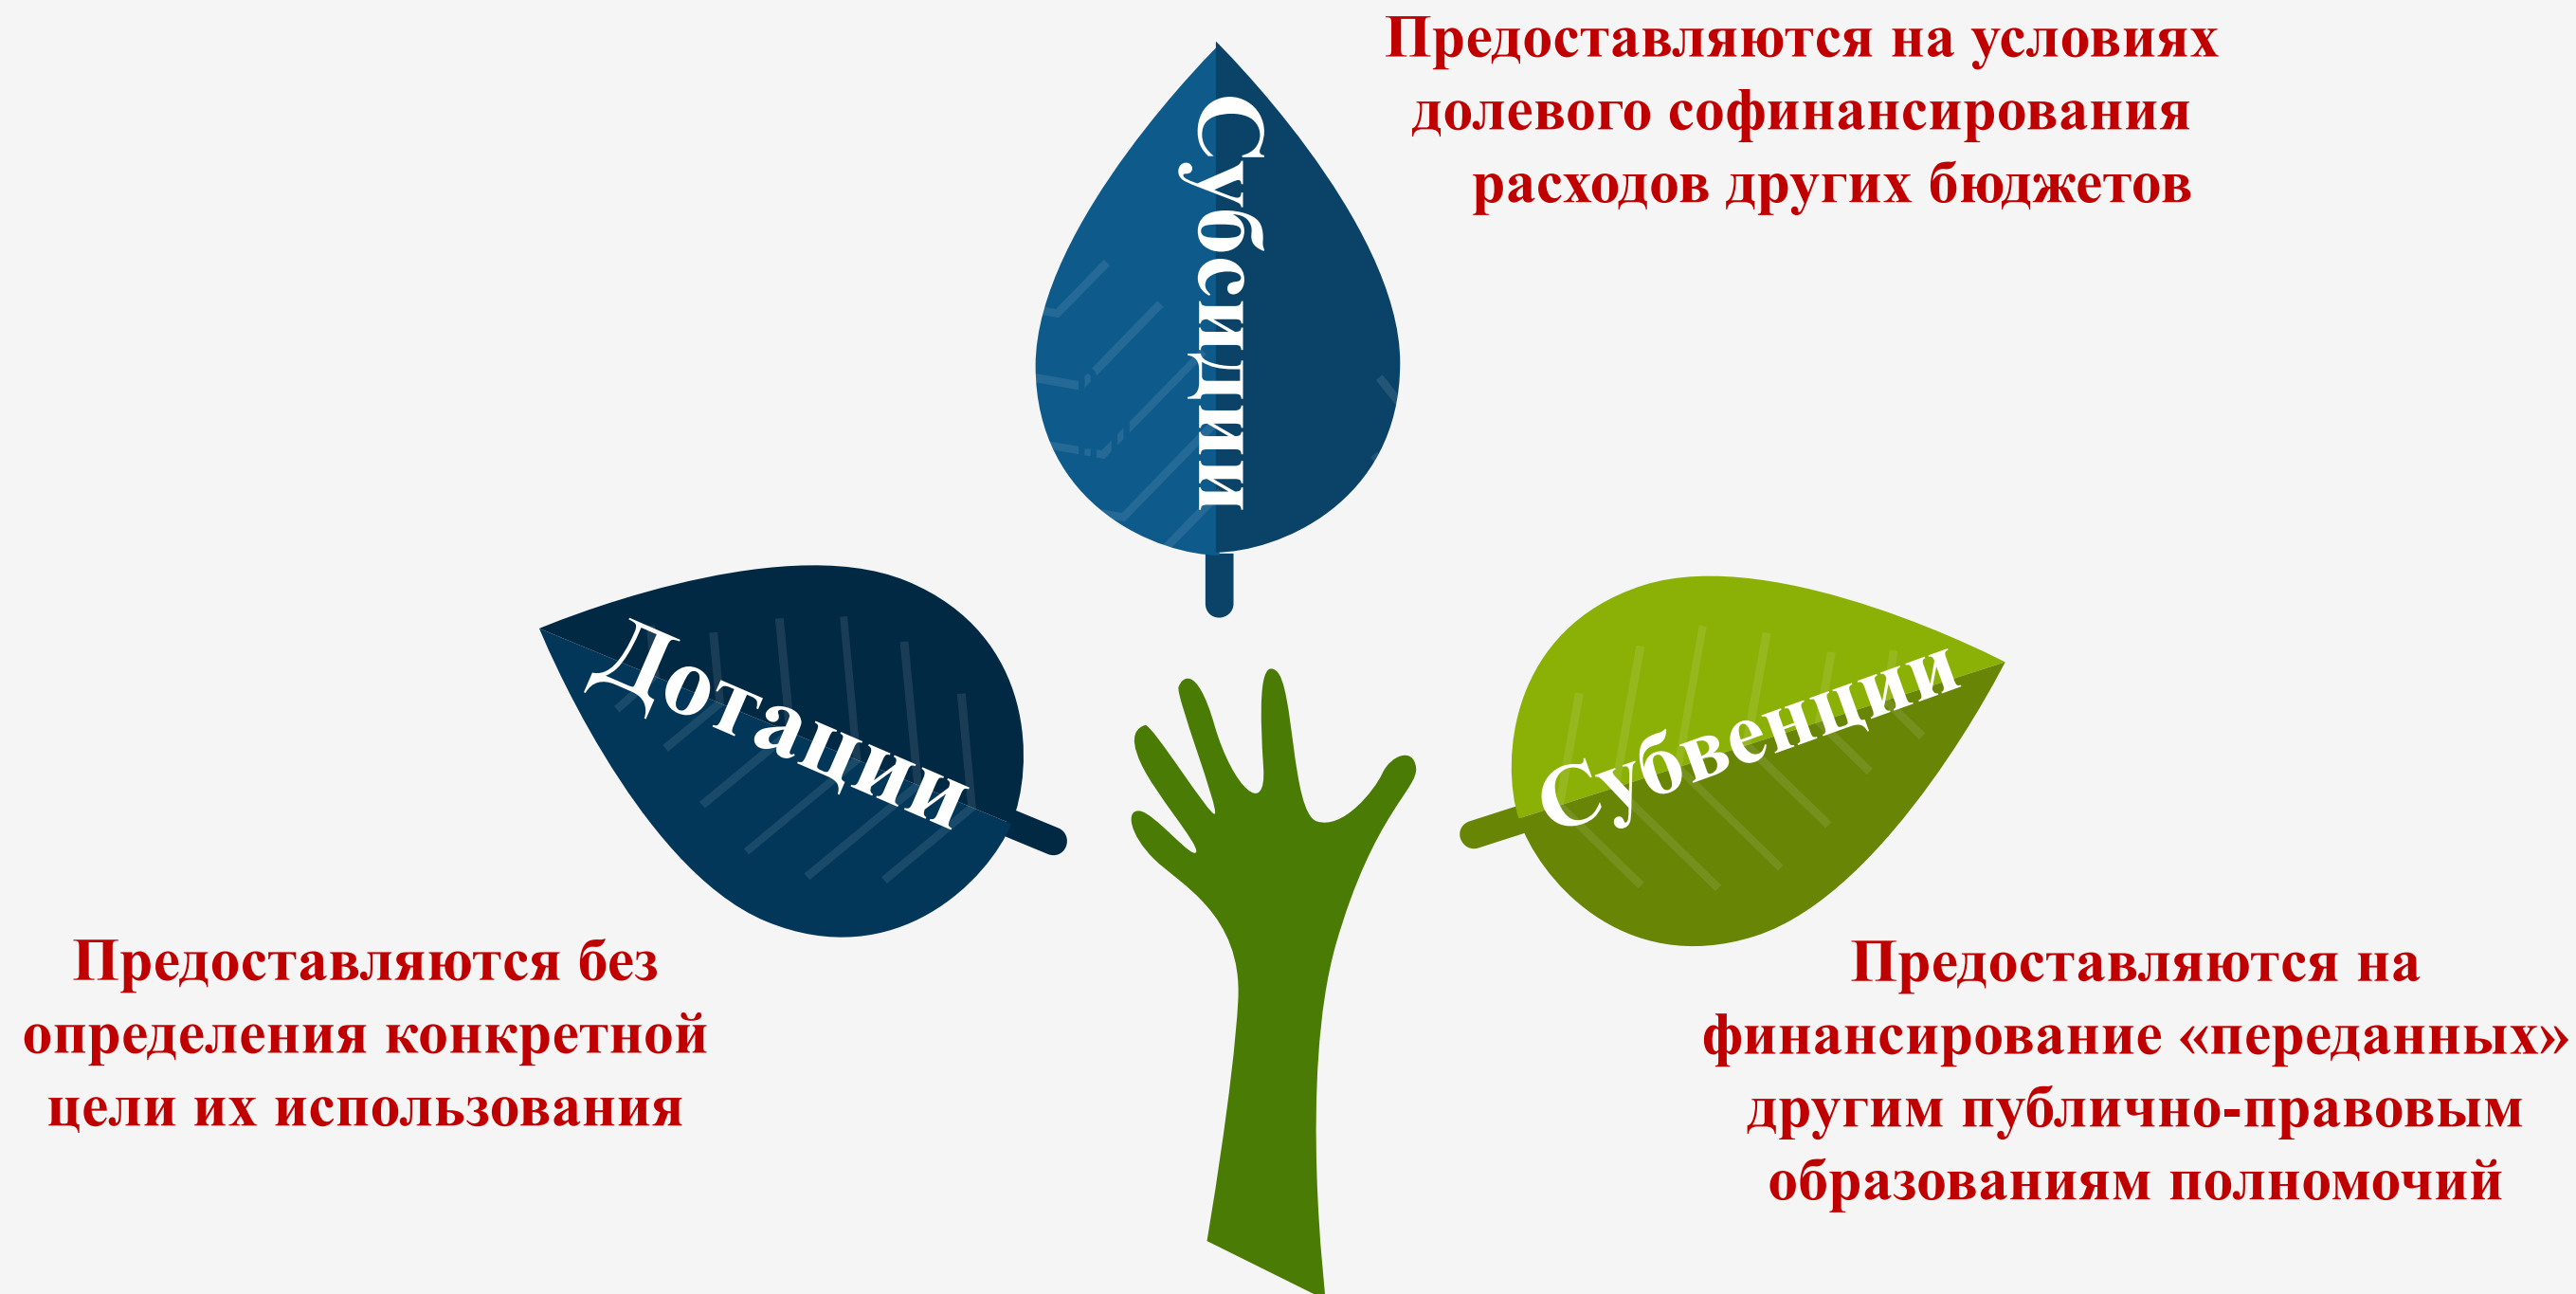 Предоставляются на условиях
долевого софинансирования
расходов других бюджетов
Субсидии
Дотации
Субвенции
Предоставляются без
определения конкретной
цели их использования
Предоставляются на
финансирование «переданных»
другим публично-правовым
образованиям полномочий